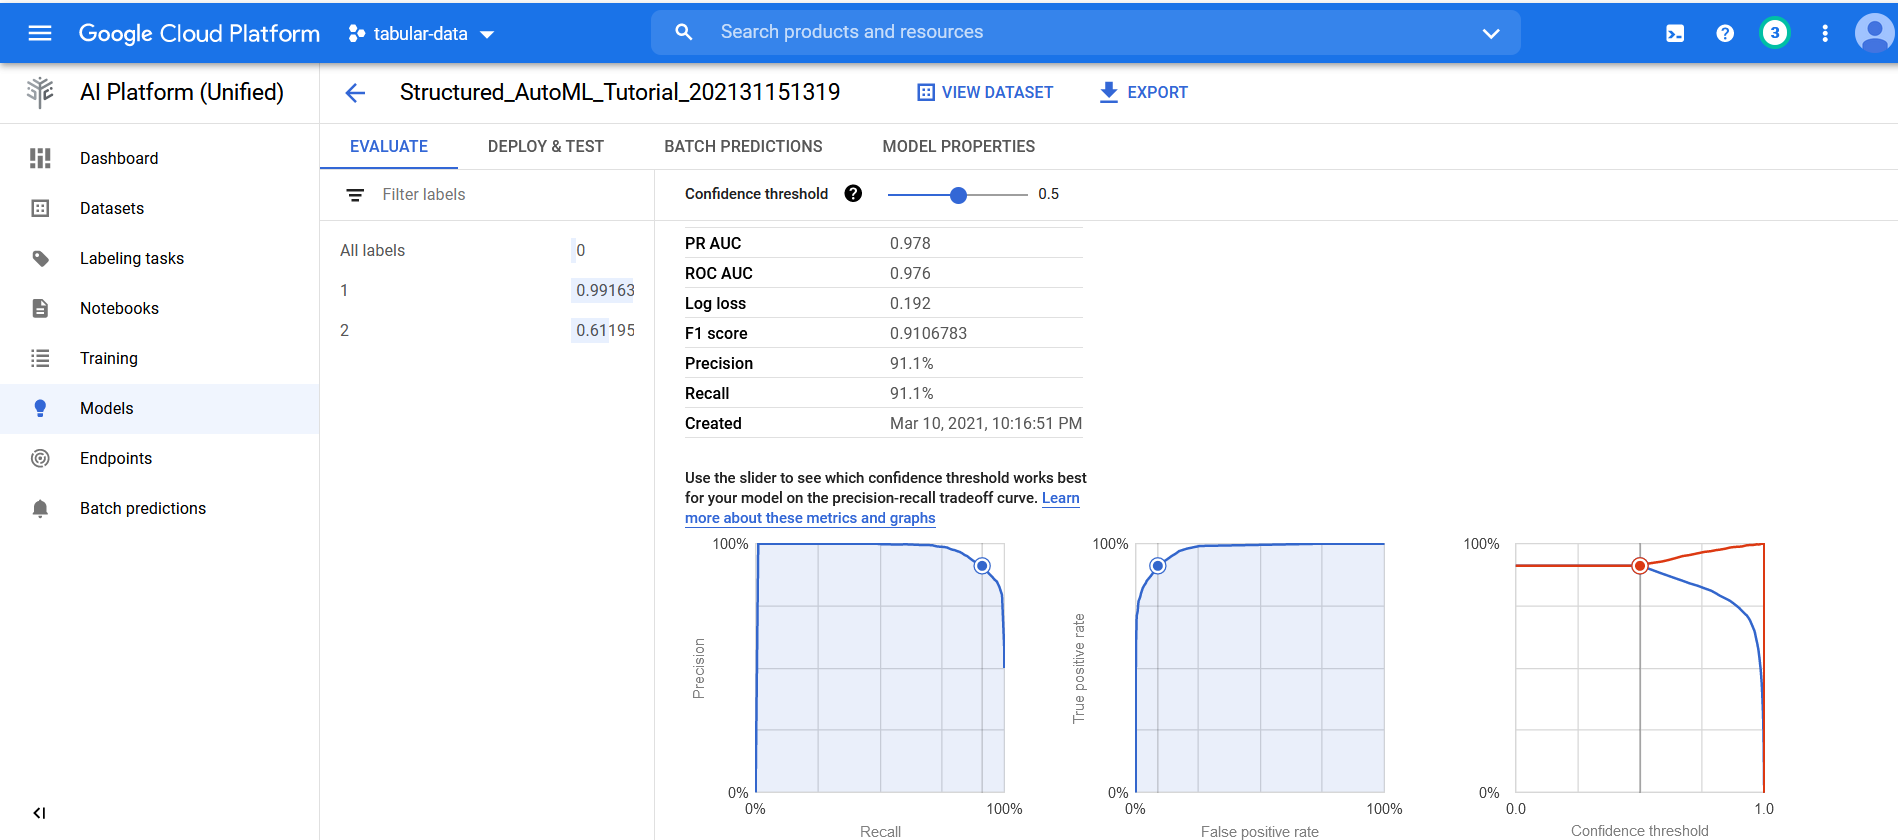 Google Cloud Platform
tabular-data
Search products and resources
3
AI Platform (Unified)
Structured_AutoML_Tutorial_202131151319
VIEW DATASET
EXPORT
Dashboard
Datasets
Labeling tasks
Notebooks
Training
Models
Endpoints
Batch predictions
EVALUATE
DEPLOY & TEST
BATCH PREDICTIONS
MODEL PROPERTIES
Filter labels
All labels 0
1 0.99163
2 0.61195
Confidence threshold ? 0.5
PR AUC 0.978
ROC AUC 0.976
Log loss 0.192
F1 score 0.9106783
Precision 91.1%
Recall 91.1%
Created Mar 10, 2021, 10:16:51 PM
Use the slider to see which confidence threshold works best
for your model on the precision-recall tradeoff curve. Learn
more about these metrics and graphs
100%
Precision
0%
0% 100%
Recall
100%
True positive rate
0%
0% 100%
False positive rate
100%
0%
0.0 1.0
Confidence threshold